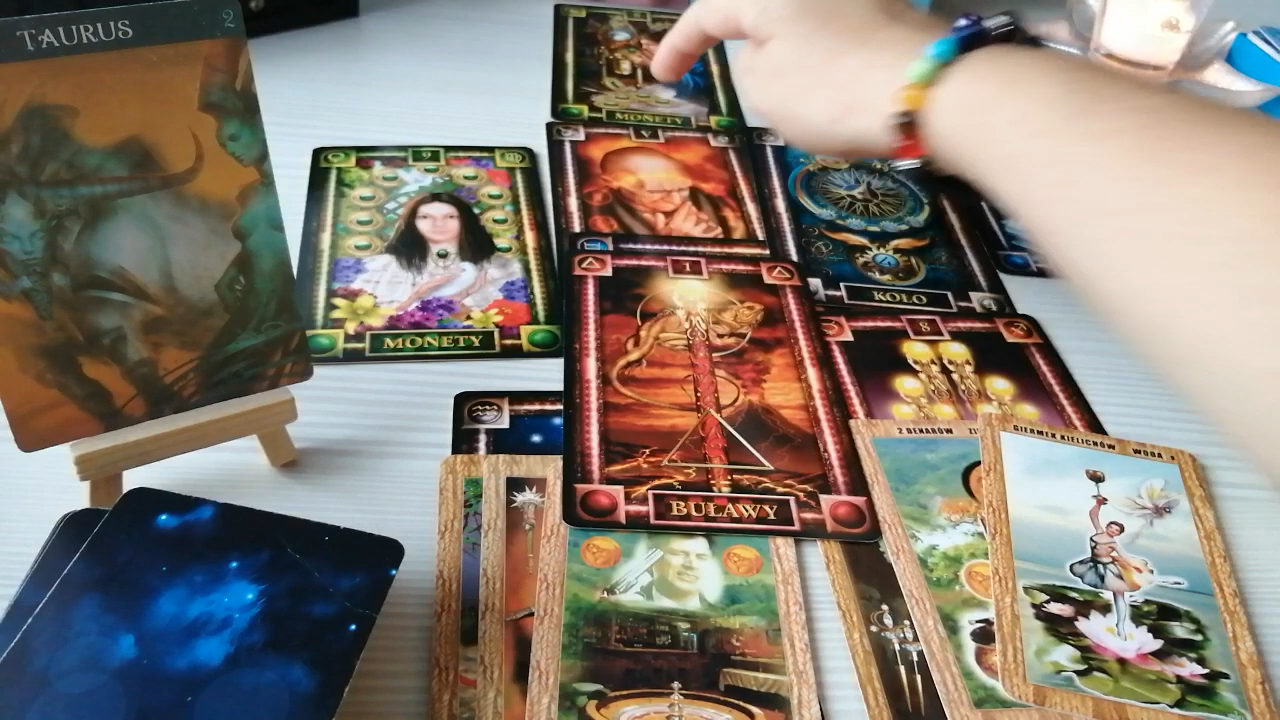 TAURUS 2
MONETY
V
9
MONETY
KOŁO
1
BUŁAWY
8
2 DENARÓW
GIERMEK KIELICHÓW WODA